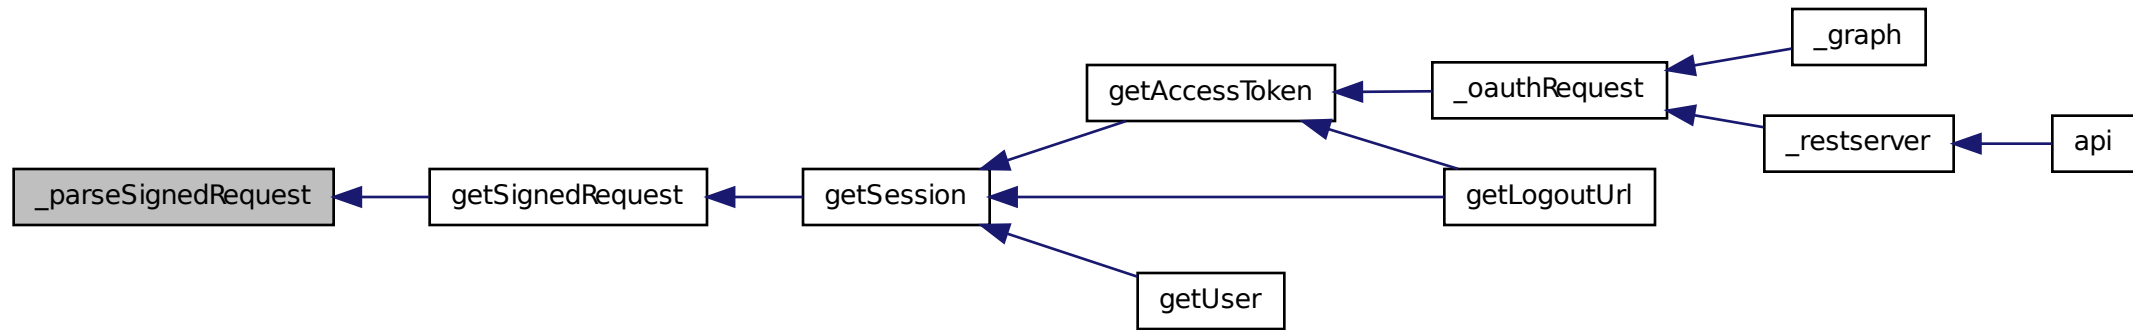 _graph
getAccessToken
_oauthRequest
_restserver
api
_parseSignedRequest
getSignedRequest
getSession
getLogoutUrl
getUser